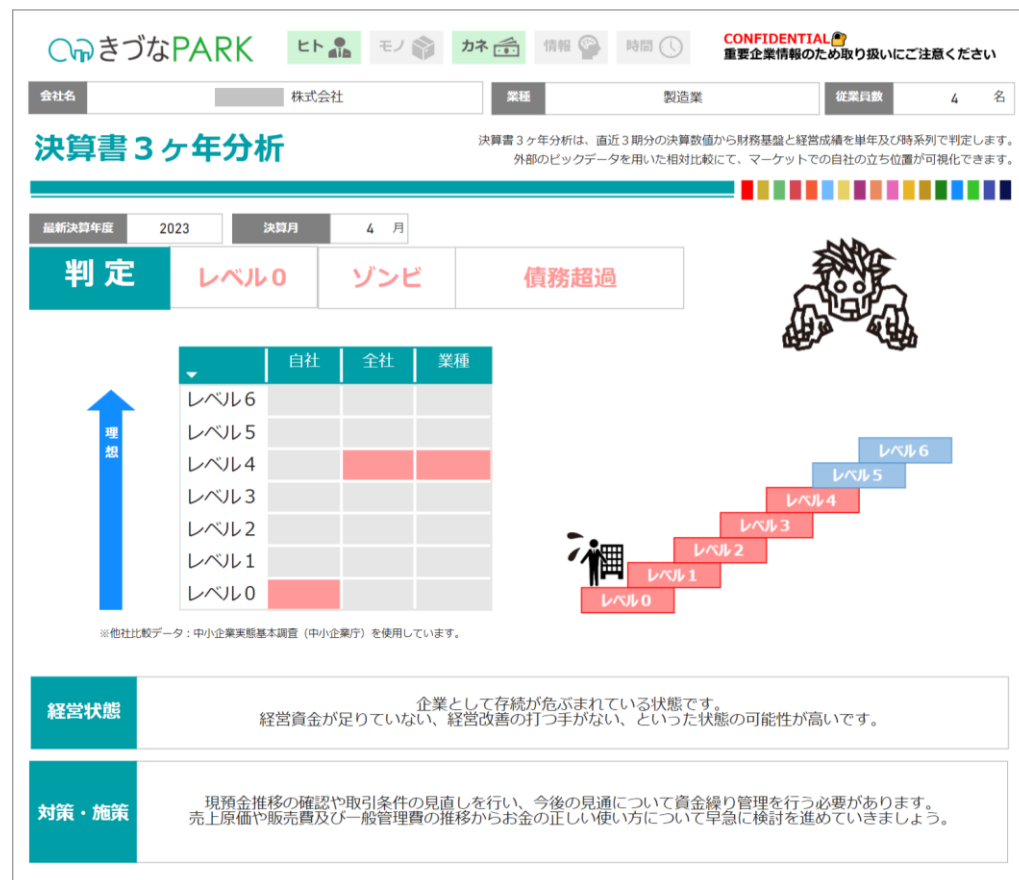 きづなPARK
ヒト モノ カネ 情報 時間
CONFIDENTIAL
重要企業情報のため取り扱いにご注意ください
会社名 株式会社 業種 製造業 従業員数 4 名
決算書3ヶ年分析
決算書3ヶ年分析は、直近3期分の決算数値から財務基盤と経営成績を単年及び時系列で判定します。
外部のビックデータを用いた相対比較にて、マーケットでの自社の立ち位置が可視化できます。
最新決算年度 2023 決算月 4 月
判定 レベル0 ゾンビ 債務超過
自社 全社 業種
レベル6
レベル5
レベル4
レベル3
レベル2
レベル1
レベル0
理想
※他社比較データ：中小企業実態基本調査（中小企業庁）を使用しています。
レベル6
レベル5
レベル4
レベル3
レベル2
レベル1
レベル0
経営状態
企業として存続が危ぶまれている状態です。
経営資金が足りていない、経営改善の打つ手がない、といった状態の可能性が高いです。
対策・施策
現預金推移の確認や取引条件の見直しを行い、今後の見通について資金繰り管理を行う必要があります。
売上原価や販売費及び一般管理費の推移からお金の正しい使い方について早急に検討を進めていきましょう。